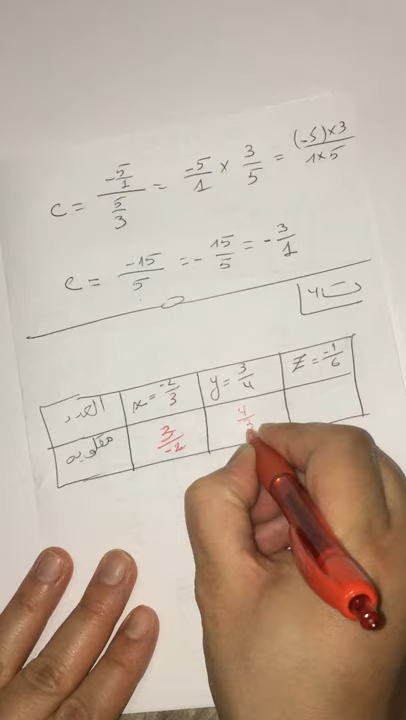 C = (-5/1)/(5/3) = -5/1 × 3/5 = (-5)×3/1×5
C = -15/5 = - 15/5 = - 3/1
ت4
العدد x = -2/3 y = 3/4 Z = -1/6
مقلوبه 3/-2 4/3